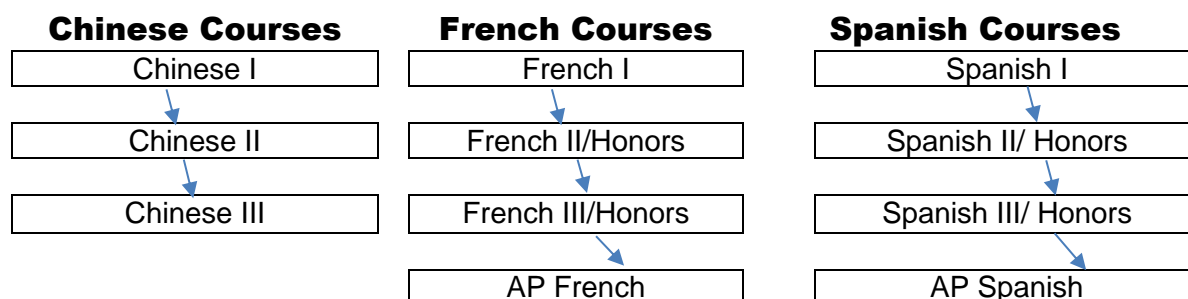 Chinese Courses
Chinese I
Chinese II
Chinese III
French Courses
French I
French II/Honors
French III/Honors
AP French
Spanish Courses
Spanish I
Spanish II/ Honors
Spanish III/ Honors
AP Spanish